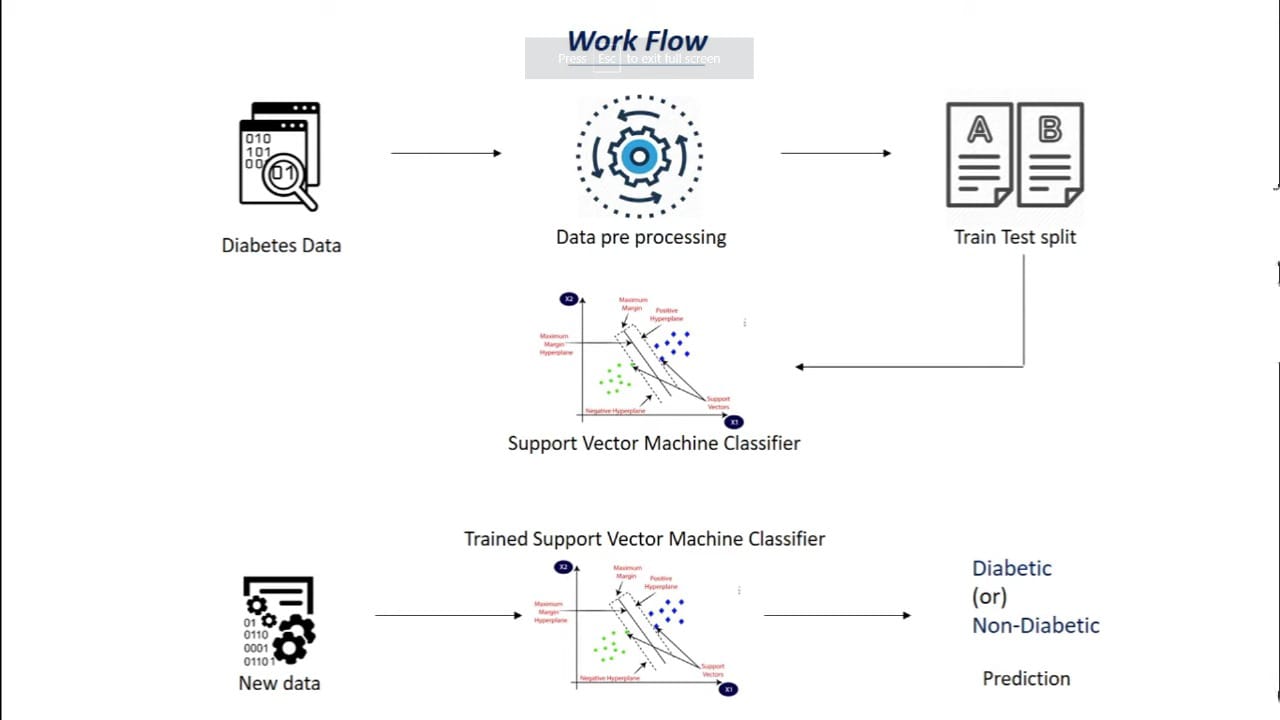 Work Flow
Press Esc to exit full screen
010
101
00
01
A B
Diabetes Data
Data pre processing
Train Test split
X2
Maximum
Margin
Positive
Hyperplane
Maximum
Margin
Hyperplane
Support
Vectors
Negative Hyperplane
X1
Support Vector Machine Classifier
Trained Support Vector Machine Classifier
X2
Maximum
Margin
Positive
Hyperplane
Maximum
Margin
Hyperplane
Support
Vectors
Negative Hyperplane
X1
01
0110
0001
01101
New data
Diabetic
(or)
Non-Diabetic
Prediction